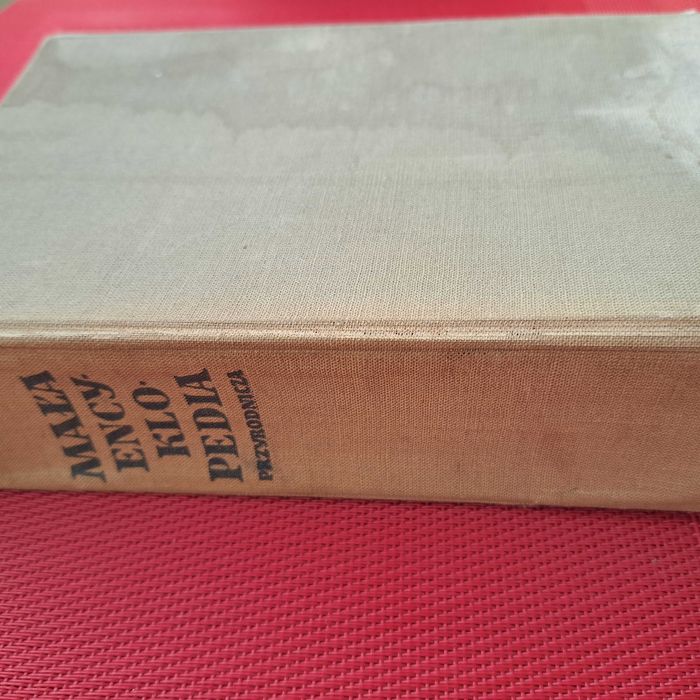 MAŁA
ENCY-
KLO-
PEDIA
PRZYRODNICZA